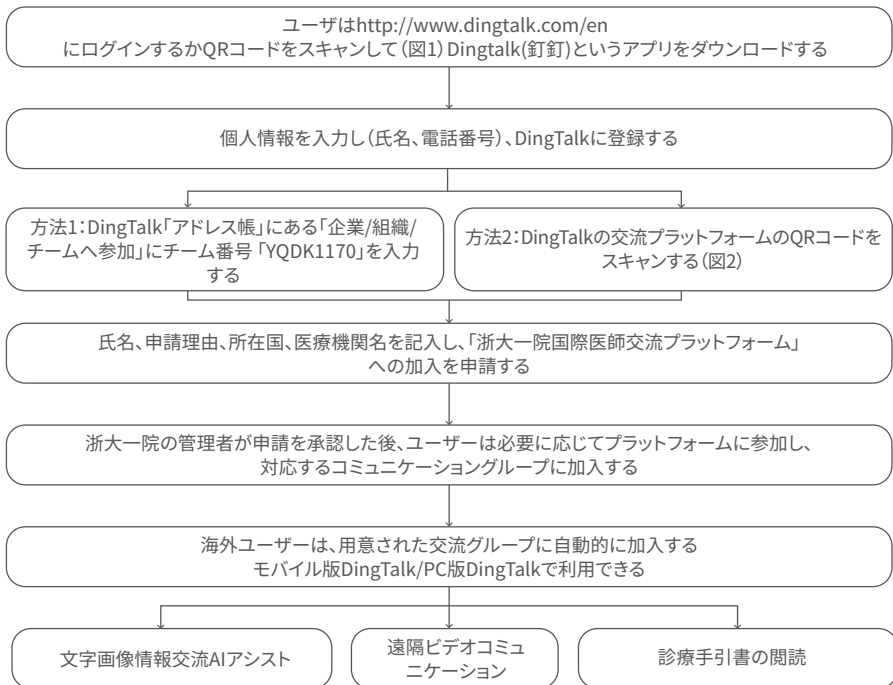 ユーザはhttp://www.dingtalk.com/en
にログインするかQRコードをスキャンして(図1)Dingtalk(釘釘)というアプリをダウンロードする
個人情報を入力し(氏名、電話番号)、DingTalkに登録する
方法1:DingTalk「アドレス帳」にある「企業/組織/
チームへ参加」にチーム番号「YQDK1170」を入力
する
方法2:DingTalkの交流プラットフォームのQRコードを
スキャンする(図2)
氏名、申請理由、所在国、医療機関名を記入し、「浙大一院国際医師交流プラットフォーム」
への加入を申請する
浙大一院の管理者が申請を承認した後、ユーザーは必要に応じてプラットフォームに参加し、
対応するコミュニケーショングループに加入する
海外ユーザーは、用意された交流グループに自動的に加入する
モバイル版DingTalk/PC版DingTalkで利用できる
文字画像情報交流AIアシスト
遠隔ビデオコミュ
ニケーション
診療手引書の閲読